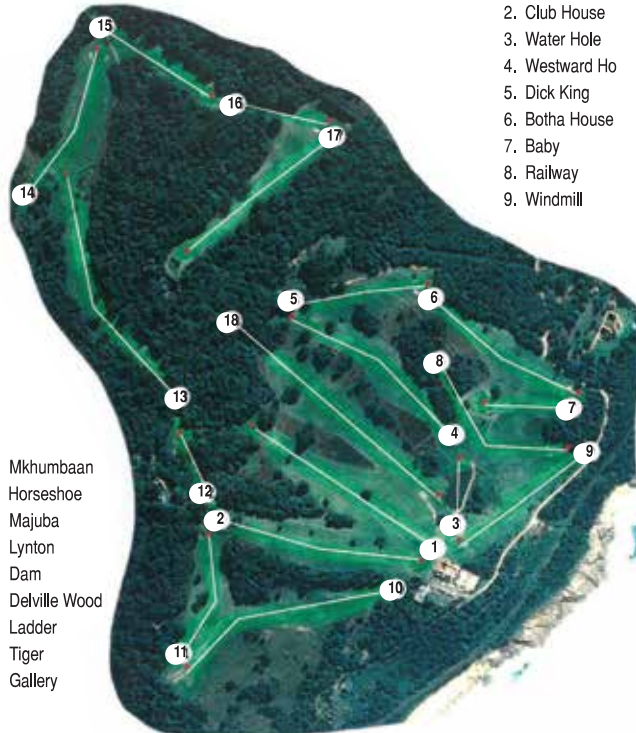 2. Club House
3. Water Hole
4. Westward Ho
5. Dick King
6. Botha House
7. Baby
8. Railway
9. Windmill
15
16
17
14
5
6
18
8
13
7
4
9
12
2
3
1
10
11
Mkhumbaan
Horseshoe
Majuba
Lynton
Dam
Delville Wood
Ladder
Tiger
Gallery